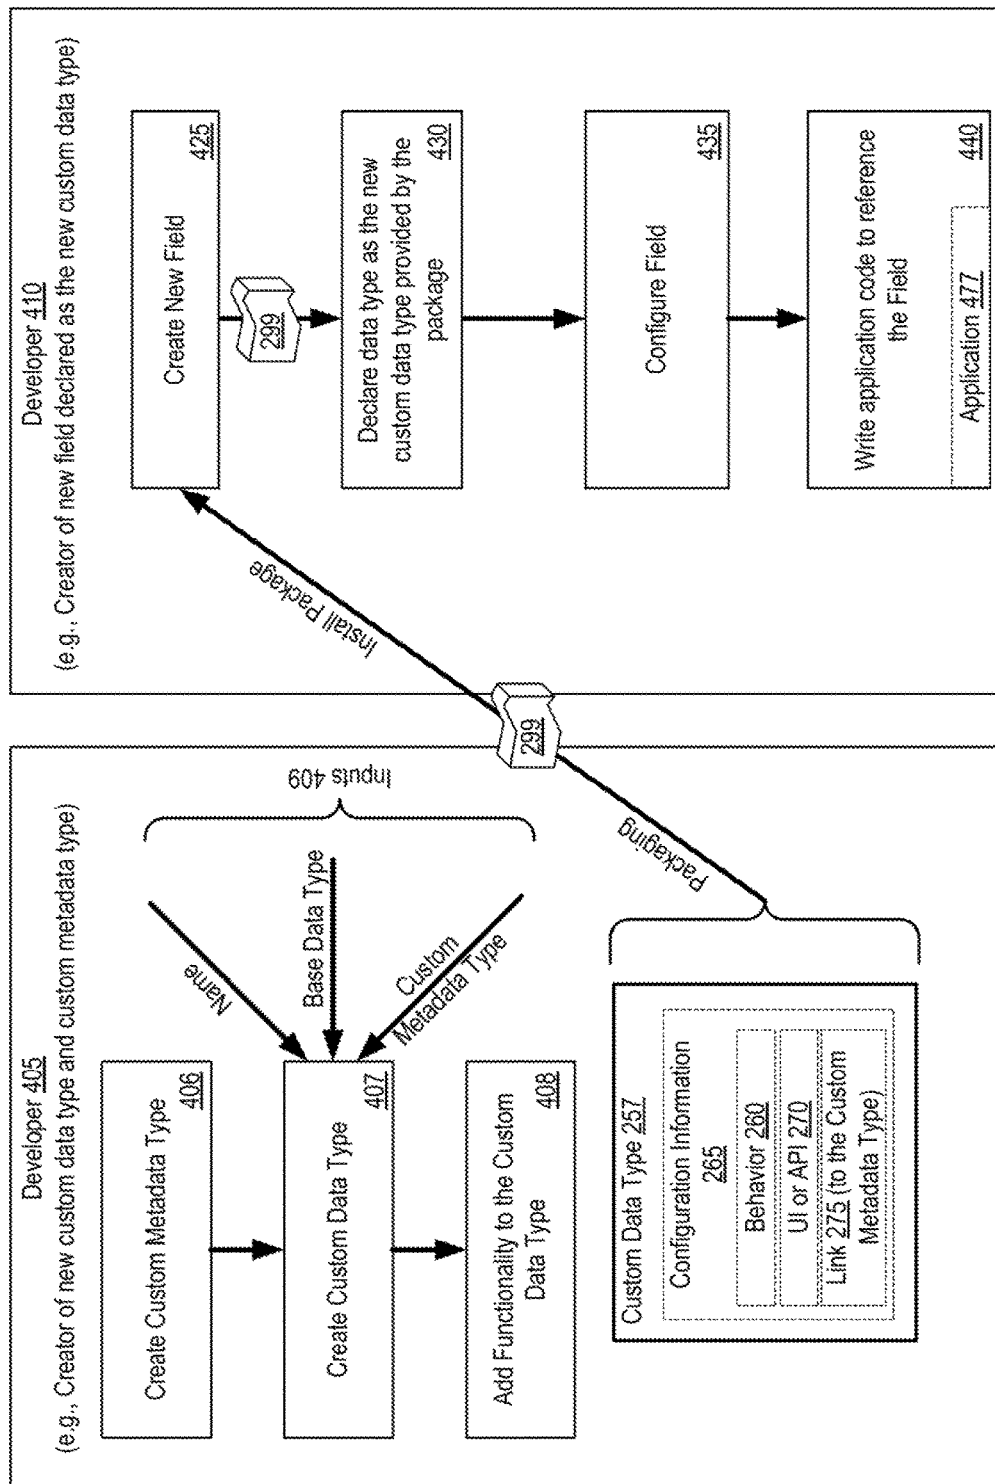 Developer 405
(e.g., Creator of new custom data type and custom metadata type)
Create Custom Metadata Type
406
Create Custom Data Type
407
Add Functionality to the Custom
Data Type
408
Name
Base Data Type
Custom
Metadata Type
Inputs 409
Custom Data Type 257
Configuration Information
265
Behavior 260
UI or API 270
Link 275 (to the Custom
Metadata Type)
Packaging
299
Install Package
Developer 410
(e.g., Creator of new field declared as the new custom data type)
Create New Field
425
299
Declare data type as the new
custom data type provided by the
package
430
Configure Field
435
Write application code to reference
the Field
440
Application 477